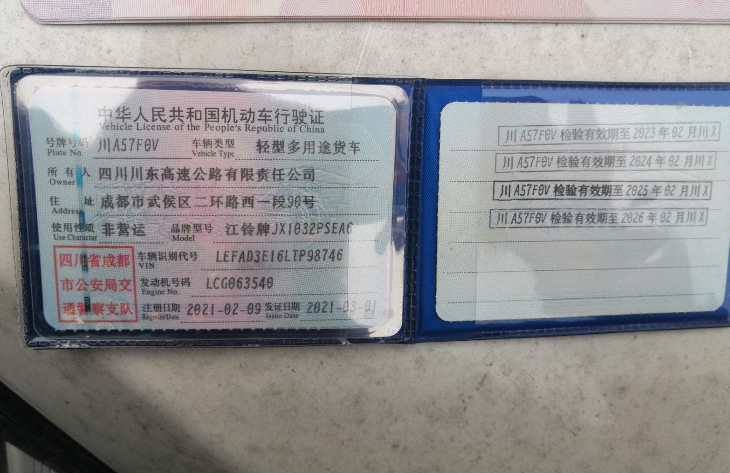 中华人民共和国机动车行驶证
Vehicle License of the People's Republic of China
号牌号码 川A57F0V 车辆类型 轻型多用途货车
Plate No. Vehicle Type
所有人 四川川东高速公路有限责任公司
Owner
住址 成都市武侯区二环路西一段90号
Address
使用性质 非营运 品牌型号 江铃牌JX1032PSEA6
Use Character Model
四川省成都
市公安局交
通警察支队
车辆识别代号 LEFAD3E16LTP98746
VIN
发动机号码 LCG063540
Engine No.
注册日期 2021-02-09 发证日期 2021-03-01
Register Date Issue Date
川A57F0V 检验有效期至2023年02月川X
川A57F0V 检验有效期至2024年02月川X
川A57F0V 检验有效期至2025年02月川X
川A57F0V 检验有效期至2026年02月川X